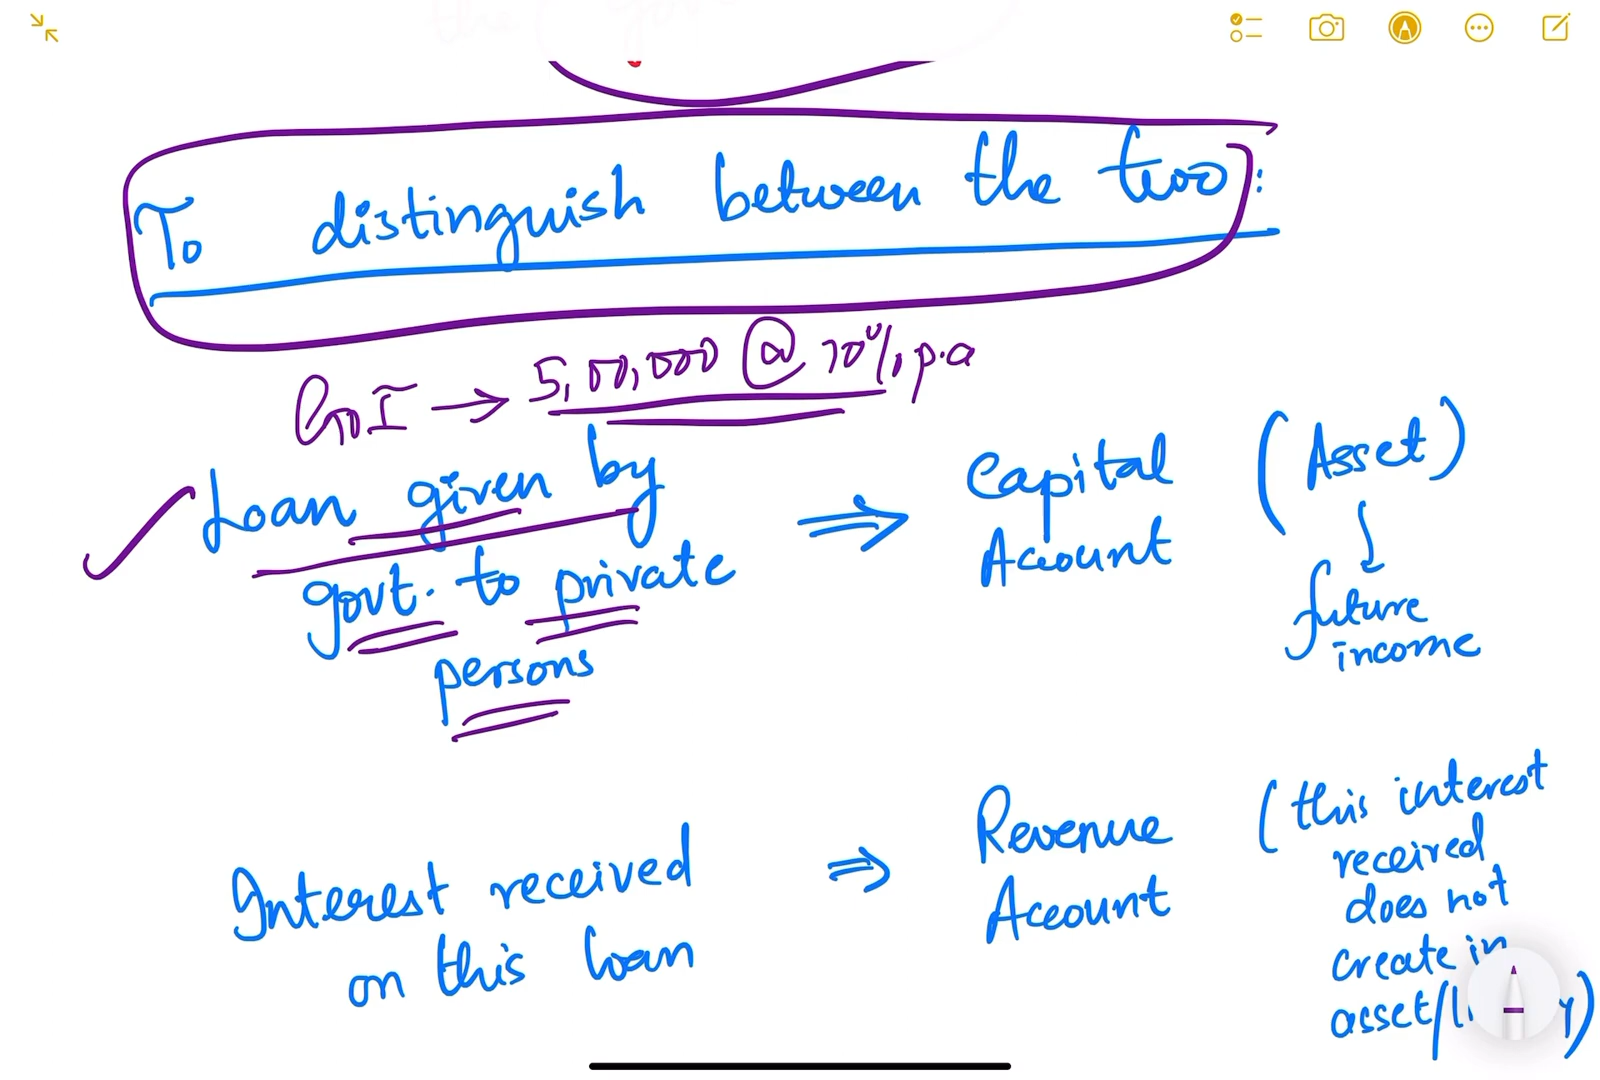 To distinguish between the two:
GoI → 5,00,000 @ 10% p.a
Loan given by
govt. to private
persons
⇒
Capital
Account
(Asset)
future
income
Interest received
on this loan
⇒
Revenue
Account
(this interest
received
does not
create in
asset/